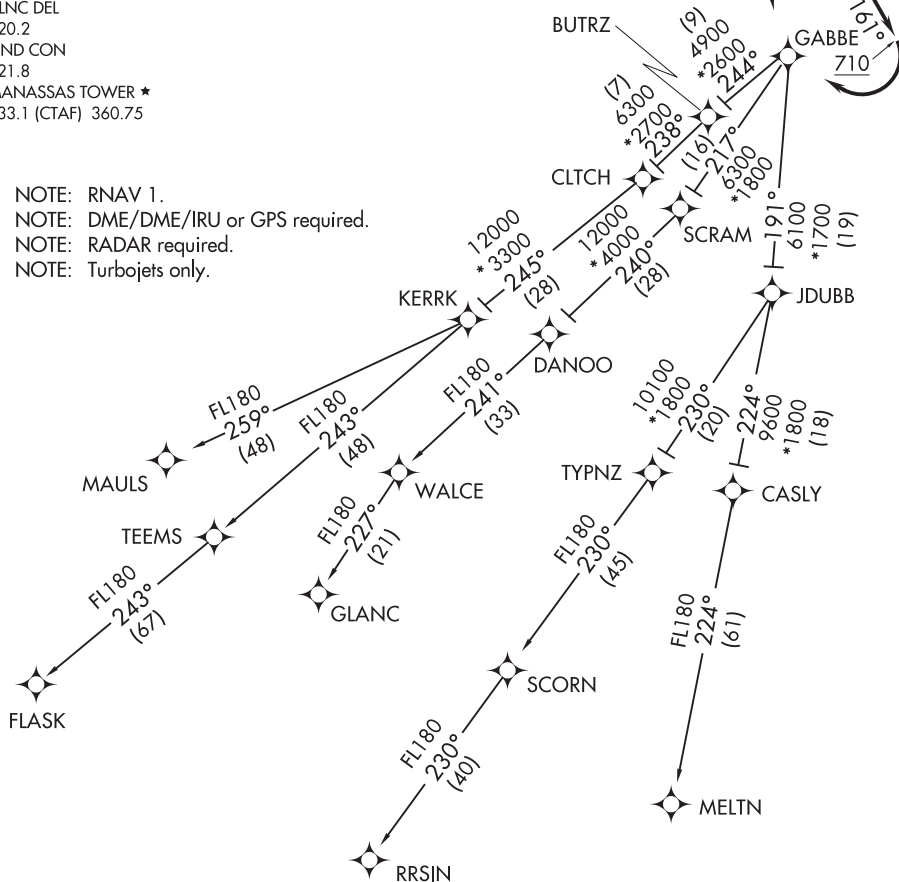 LNC DEL
20.2
ND CON
21.8
MANASSAS TOWER ★
33.1 (CTAF) 360.75
NOTE: RNAV 1.
NOTE: DME/DME/IRU or GPS required.
NOTE: RADAR required.
NOTE: Turbojets only.
BUTRZ
(9)
4900
*2600
244°
GABBE
161°
710
(7)
6300
*2700
238°
CLTCH
(16)
217°
6300
*1800
SCRAM
191°
6100
*1700
(19)
JDUBB
12000
*3300
245°
(28)
KERRK
12000
*4000
240°
(28)
DANOO
FL180
259°
(48)
MAULS
FL180
243°
(48)
TEEMS
FL180
241°
(33)
WALCE
FL180
227°
(21)
GLANC
FL180
243°
(67)
FLASK
10100
*1800
230°
(20)
TYPNZ
224°
9600
*1800
(18)
CASLY
FL180
230°
(45)
SCORN
FL180
224°
(61)
MELTN
FL180
230°
(40)
RRSIN